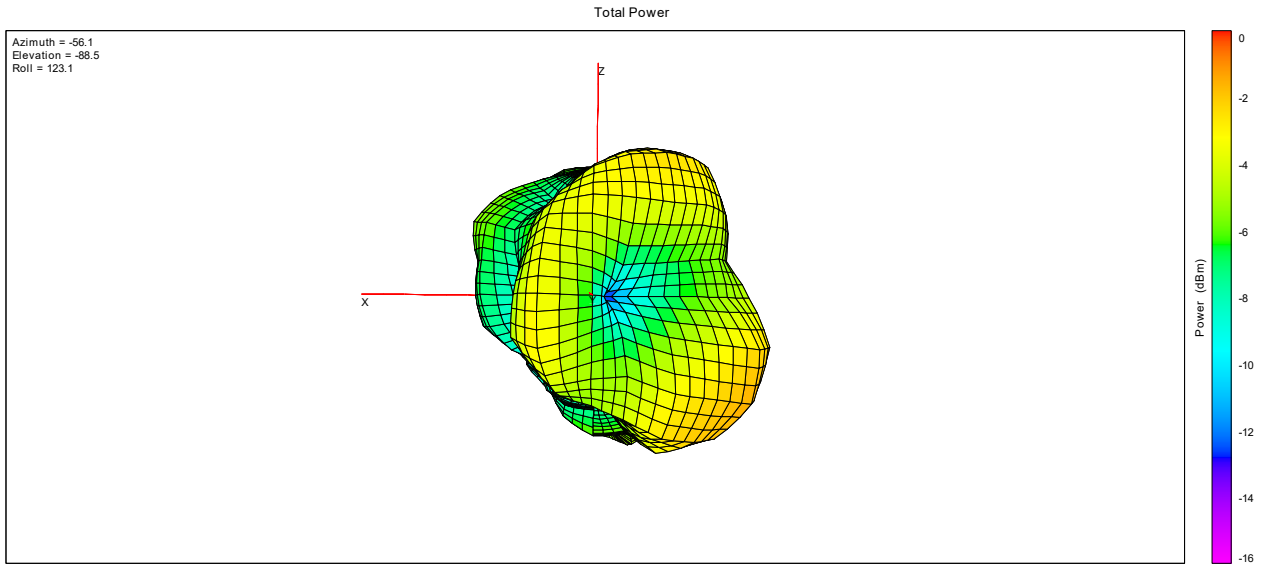 Total Power
Azimuth = -56.1
Elevation = -88.5
Roll = 123.1
Z
X
0
-2
-4
-6
-8
-10
-12
-14
-16
Power (dBm)